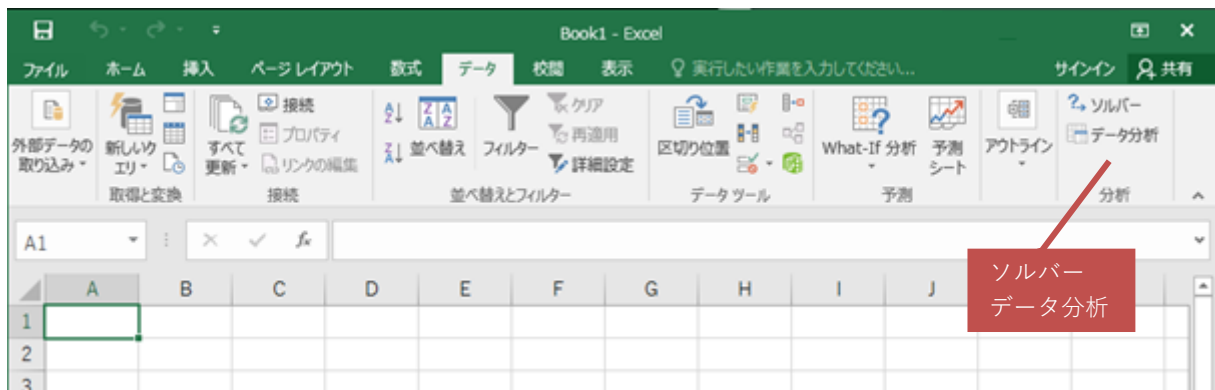 Book1 - Excel
ファイル ホーム 挿入 ページ レイアウト 数式 データ 校閲 表示 実行したい作業を入力してください... サインイン 共有
外部データの
取り込み
新しいク
エリ
取得と変換
すべて
更新
接続
プロパティ
リンクの編集
接続
並べ替え
フィルター
クリア
再適用
詳細設定
並べ替えとフィルター
区切り位置
データ ツール
What-If 分析
予測
シート
予測
アウトライン
ソルバー
データ分析
分析
A1
fx
A B C D E F G H I J
1
2
3
ソルバー
データ分析